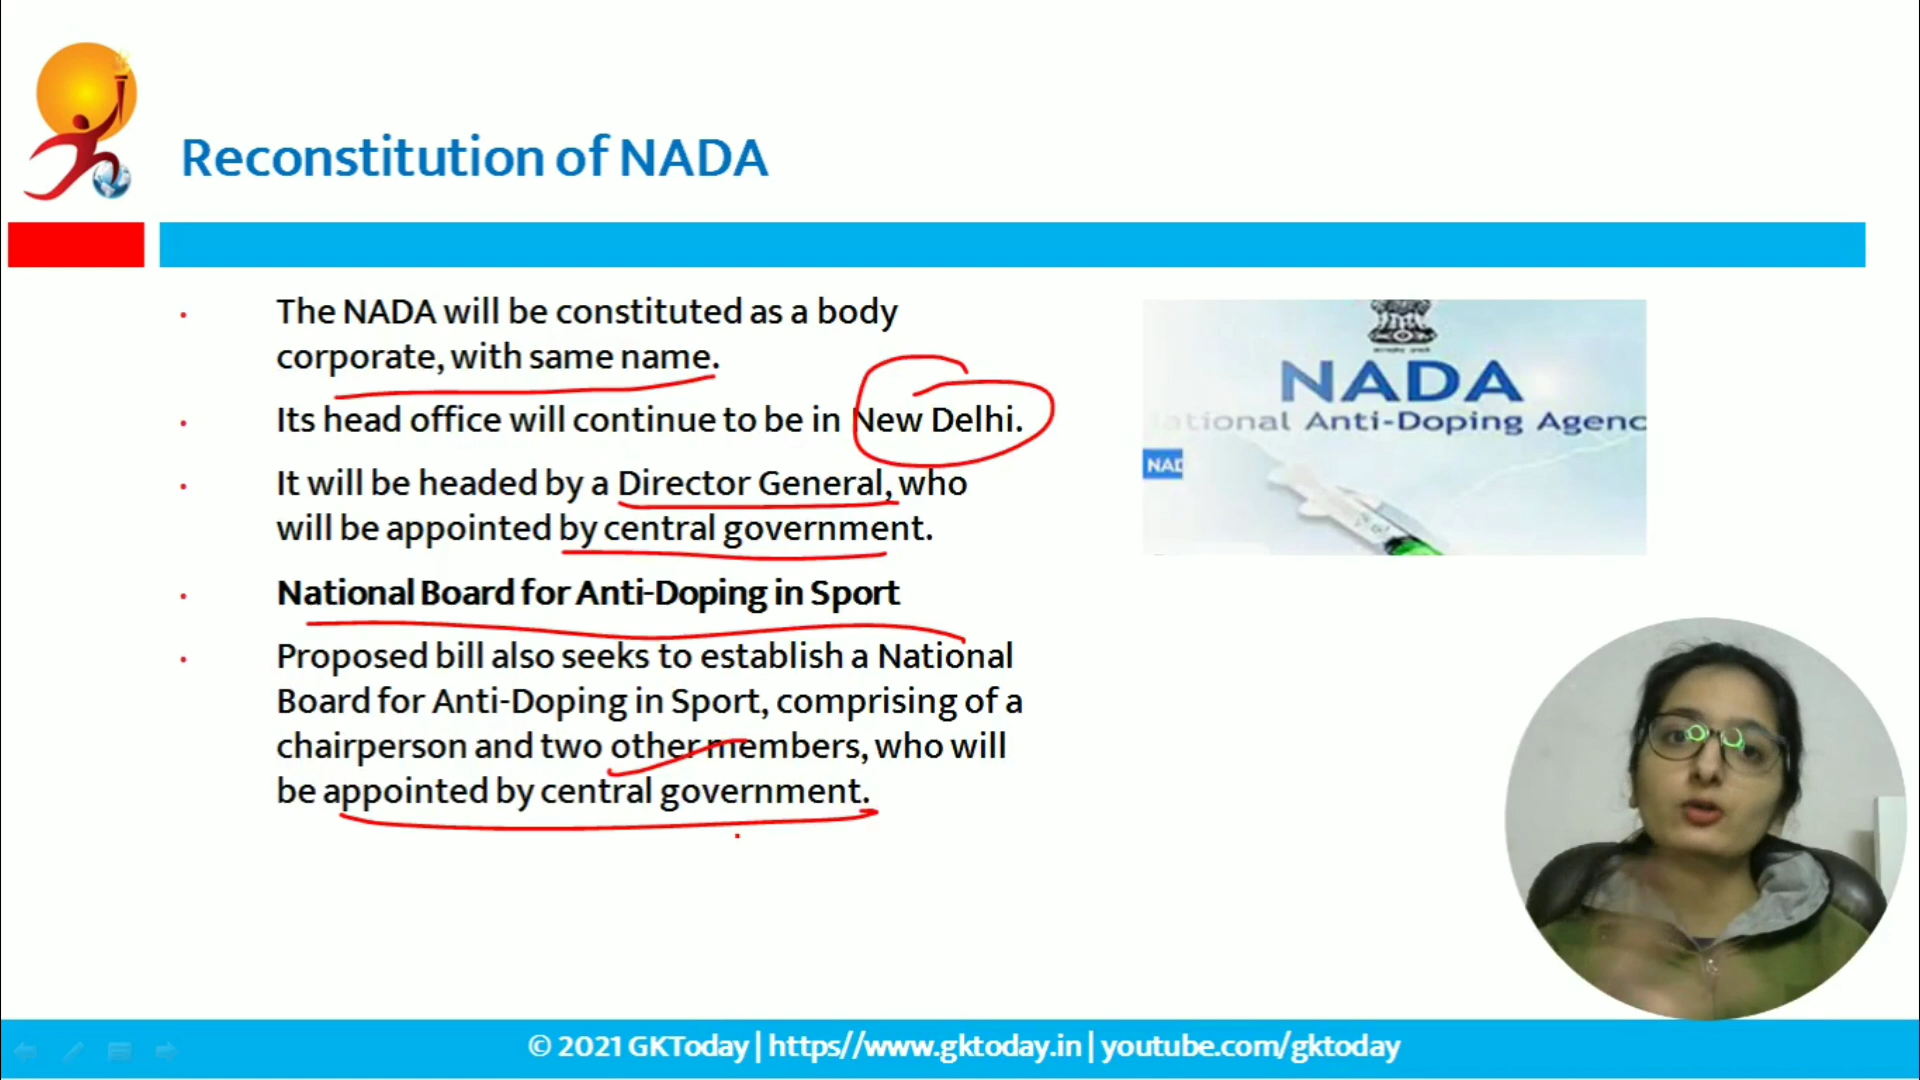 Reconstitution of NADA
The NADA will be constituted as a body
corporate, with same name.
Its head office will continue to be in New Delhi.
It will be headed by a Director General, who
will be appointed by central government.
National Board for Anti-Doping in Sport
Proposed bill also seeks to establish a National
Board for Anti-Doping in Sport, comprising of a
chairperson and two other members, who will
be appointed by central government.
NADA
ational Anti-Doping Agenc
NAD
© 2021 GKToday | https//www.gktoday.in | youtube.com/gktoday